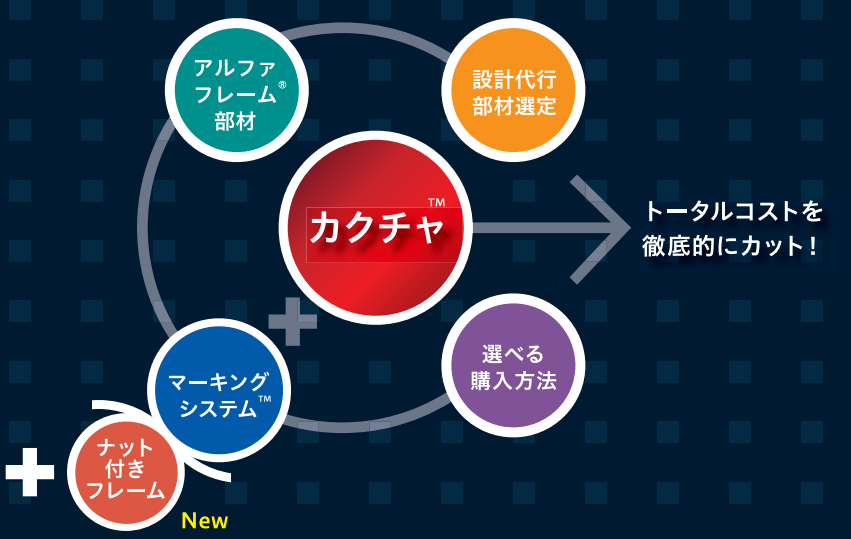 アルファ
フレーム®
部材
設計代行
部材選定
カクチャ™
トータルコストを
徹底的にカット！
選べる
購入方法
マーキング
システム™
ナット
付き
フレーム
New